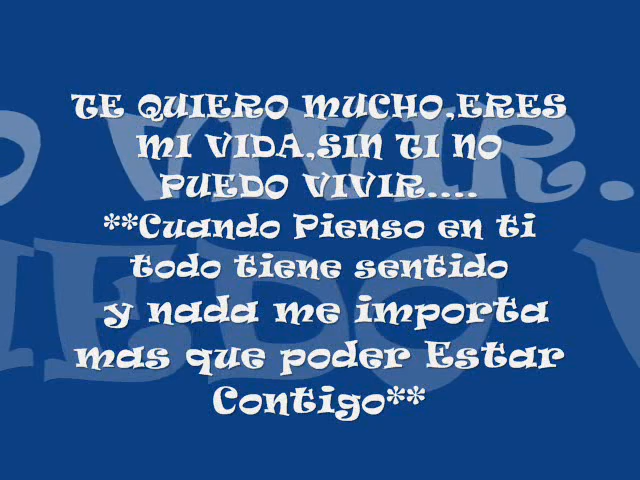 TE QUIERO MUCHO,ERES
MI VIDA,SIN TI NO
PUEDO VIVIR....
**Cuando Pienso en ti
todo tiene sentido
y nada me importa
mas que poder Estar
Contigo**